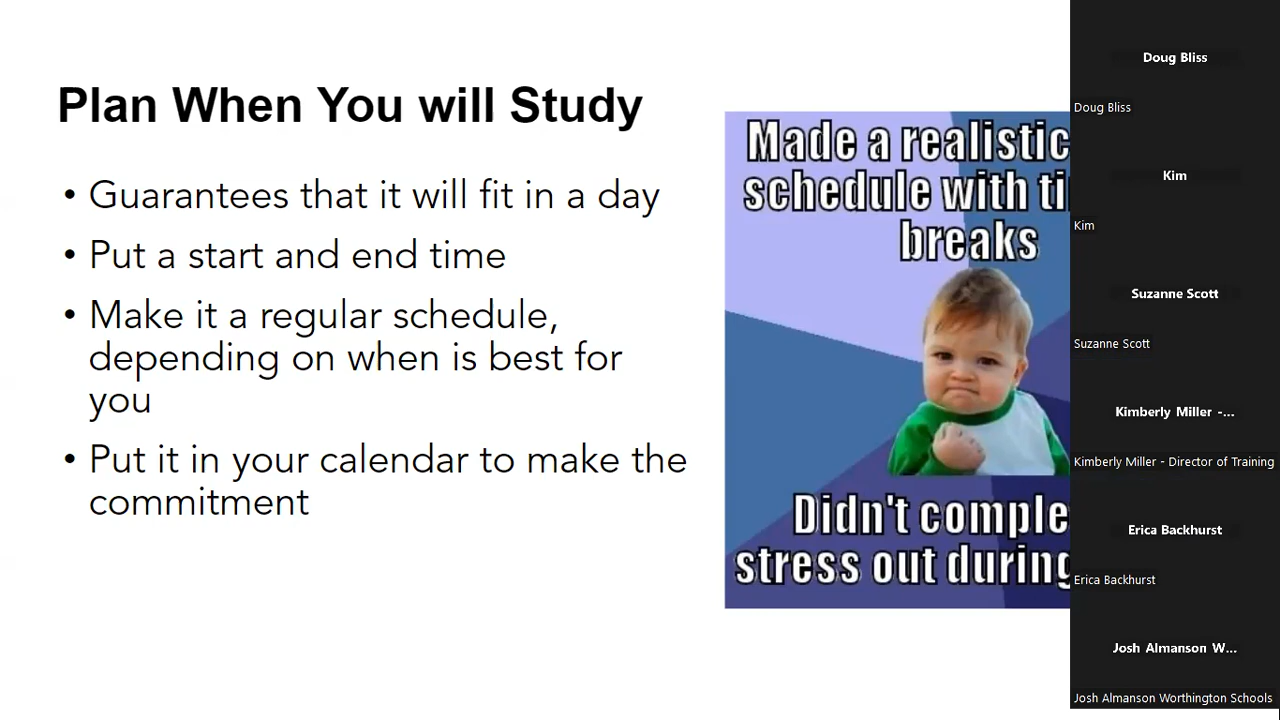 Plan When You will Study
• Guarantees that it will fit in a day
• Put a start and end time
• Make it a regular schedule,
depending on when is best for
you
• Put it in your calendar to make the
commitment
Made a realistic
schedule with
breaks
Didn't
stress out during
Doug Bliss
Doug Bliss
Kim
Kim
Suzanne Scott
Suzanne Scott
Kimberly Miller -...
Kimberly Miller - Director of Training
Erica Backhurst
Erica Backhurst
Josh Almanson W...
Josh Almanson Worthington Schools